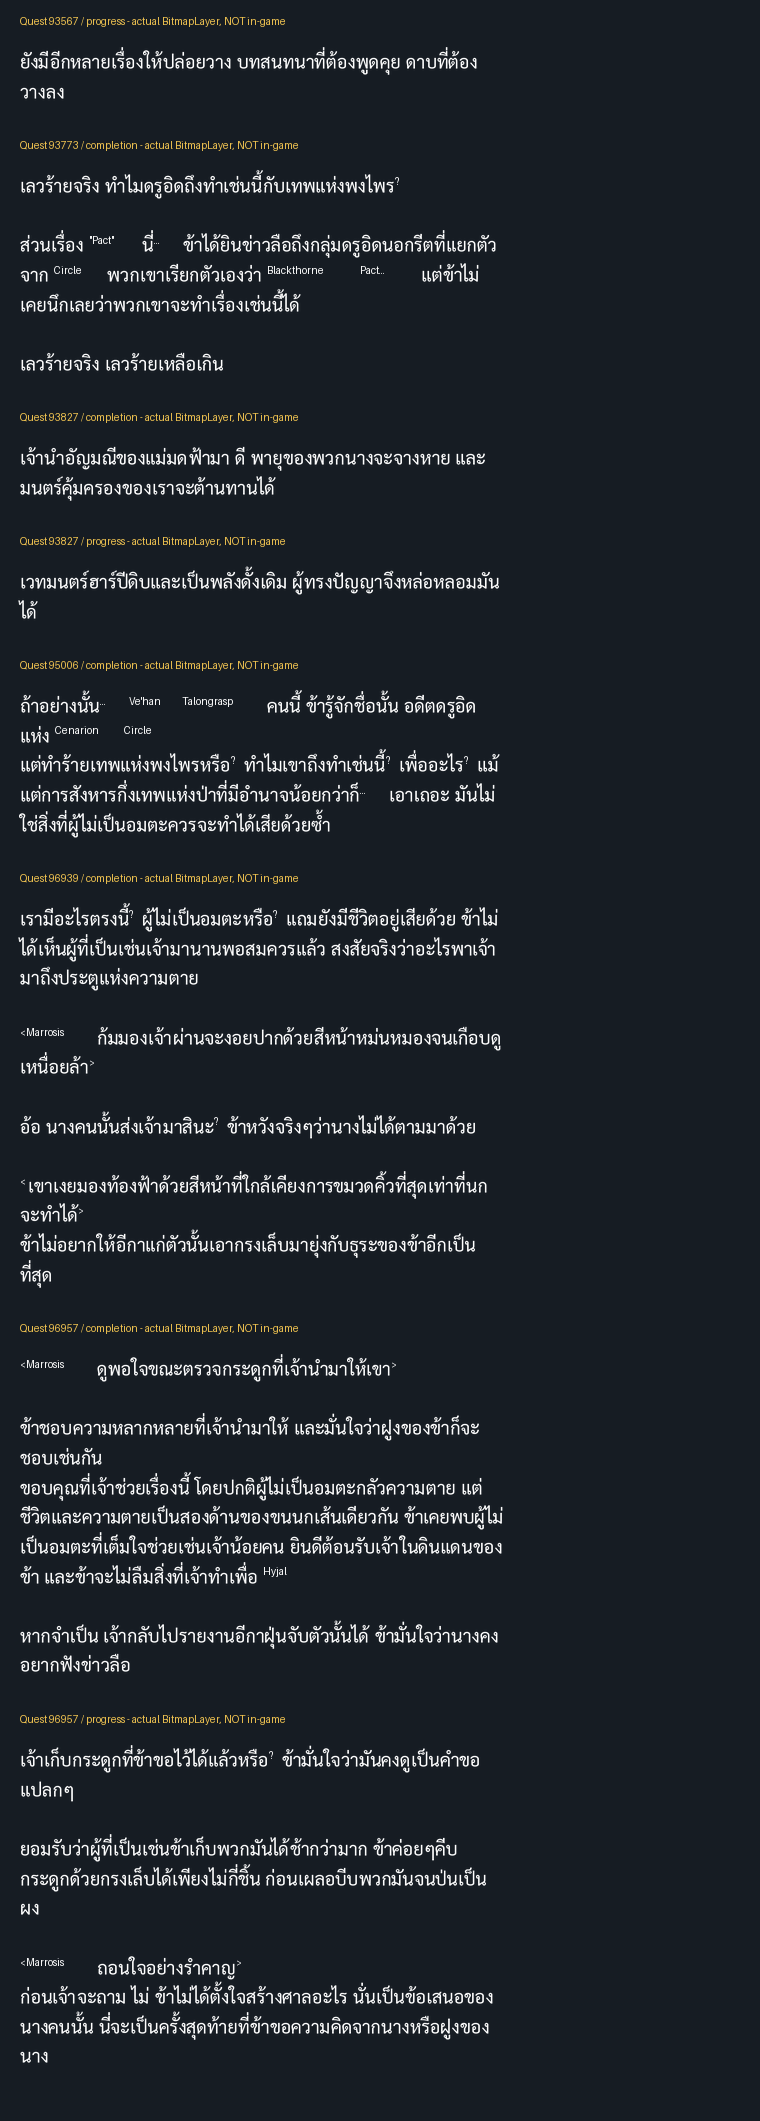 Quest 93567 / progress - actual BitmapLayer, NOT in-game
ยังมีอีกหลายเรื่องให้ปล่อยวาง บทสนทนาที่ต้องพูดคุย ดาบที่ต้อง
วางลง
Quest 93773 / completion - actual BitmapLayer, NOT in-game
เลวร้ายจริง ทำไมดรูอิดถึงทำเช่นนี้กับเทพแห่งพงไพร?
ส่วนเรื่อง "Pact" นี่... ข้าได้ยินข่าวลือถึงกลุ่มดรูอิดนอกรีตที่แยกตัว
จาก Circle พวกเขาเรียกตัวเองว่า Blackthorne Pact... แต่ข้าไม่
เคยนึกเลยว่าพวกเขาจะทำเรื่องเช่นนี้ได้
เลวร้ายจริง เลวร้ายเหลือเกิน
Quest 93827 / completion - actual BitmapLayer, NOT in-game
เจ้านำอัญมณีของแม่มดฟ้ามา ดี พายุของพวกนางจะจางหาย และ
มนตร์คุ้มครองของเราจะต้านทานได้
Quest 93827 / progress - actual BitmapLayer, NOT in-game
เวทมนตร์ฮาร์ปีดิบและเป็นพลังดั้งเดิม ผู้ทรงปัญญาจึงหล่อหลอมมัน
ได้
Quest 95006 / completion - actual BitmapLayer, NOT in-game
ถ้าอย่างนั้น... Ve'han Talongrasp คนนี้ ข้ารู้จักชื่อนั้น อดีตดรูอิด
แห่ง Cenarion Circle
แต่ทำร้ายเทพแห่งพงไพรหรือ? ทำไมเขาถึงทำเช่นนี้? เพื่ออะไร? แม้
แต่การสังหารกึ่งเทพแห่งป่าที่มีอำนาจน้อยกว่าก็... เอาเถอะ มันไม่
ใช่สิ่งที่ผู้ไม่เป็นอมตะควรจะทำได้เสียด้วยซ้ำ
Quest 96939 / completion - actual BitmapLayer, NOT in-game
เรามีอะไรตรงนี้? ผู้ไม่เป็นอมตะหรือ? แถมยังมีชีวิตอยู่เสียด้วย ข้าไม่
ได้เห็นผู้ที่เป็นเช่นเจ้ามานานพอสมควรแล้ว สงสัยจริงว่าอะไรพาเจ้า
มาถึงประตูแห่งความตาย
<Marrosis ก้มมองเจ้าผ่านจะงอยปากด้วยสีหน้าหม่นหมองจนเกือบดู
เหนื่อยล้า>
อ้อ นางคนนั้นส่งเจ้ามาสินะ? ข้าหวังจริงๆว่านางไม่ได้ตามมาด้วย
<เขาเงยมองท้องฟ้าด้วยสีหน้าที่ใกล้เคียงการขมวดคิ้วที่สุดเท่าที่นก
จะทำได้>
ข้าไม่อยากให้อีกาแก่ตัวนั้นเอากรงเล็บมายุ่งกับธุระของข้าอีกเป็น
ที่สุด
Quest 96957 / completion - actual BitmapLayer, NOT in-game
<Marrosis ดูพอใจขณะตรวจกระดูกที่เจ้านำมาให้เขา>
ข้าชอบความหลากหลายที่เจ้านำมาให้ และมั่นใจว่าฝูงของข้าก็จะ
ชอบเช่นกัน
ขอบคุณที่เจ้าช่วยเรื่องนี้ โดยปกติผู้ไม่เป็นอมตะกลัวความตาย แต่
ชีวิตและความตายเป็นสองด้านของขนนกเส้นเดียวกัน ข้าเคยพบผู้ไม่
เป็นอมตะที่เต็มใจช่วยเช่นเจ้าน้อยคน ยินดีต้อนรับเจ้าในดินแดนของ
ข้า และข้าจะไม่ลืมสิ่งที่เจ้าทำเพื่อ Hyjal
หากจำเป็น เจ้ากลับไปรายงานอีกาฝุ่นจับตัวนั้นได้ ข้ามั่นใจว่านางคง
อยากฟังข่าวลือ
Quest 96957 / progress - actual BitmapLayer, NOT in-game
เจ้าเก็บกระดูกที่ข้าขอไว้ได้แล้วหรือ? ข้ามั่นใจว่ามันคงดูเป็นคำขอ
แปลกๆ
ยอมรับว่าผู้ที่เป็นเช่นข้าเก็บพวกมันได้ช้ากว่ามาก ข้าค่อยๆคีบ
กระดูกด้วยกรงเล็บได้เพียงไม่กี่ชิ้น ก่อนเผลอบีบพวกมันจนป่นเป็น
ผง
<Marrosis ถอนใจอย่างรำคาญ>
ก่อนเจ้าจะถาม ไม่ ข้าไม่ได้ตั้งใจสร้างศาลอะไร นั่นเป็นข้อเสนอของ
นางคนนั้น นี่จะเป็นครั้งสุดท้ายที่ข้าขอความคิดจากนางหรือฝูงของ
นาง